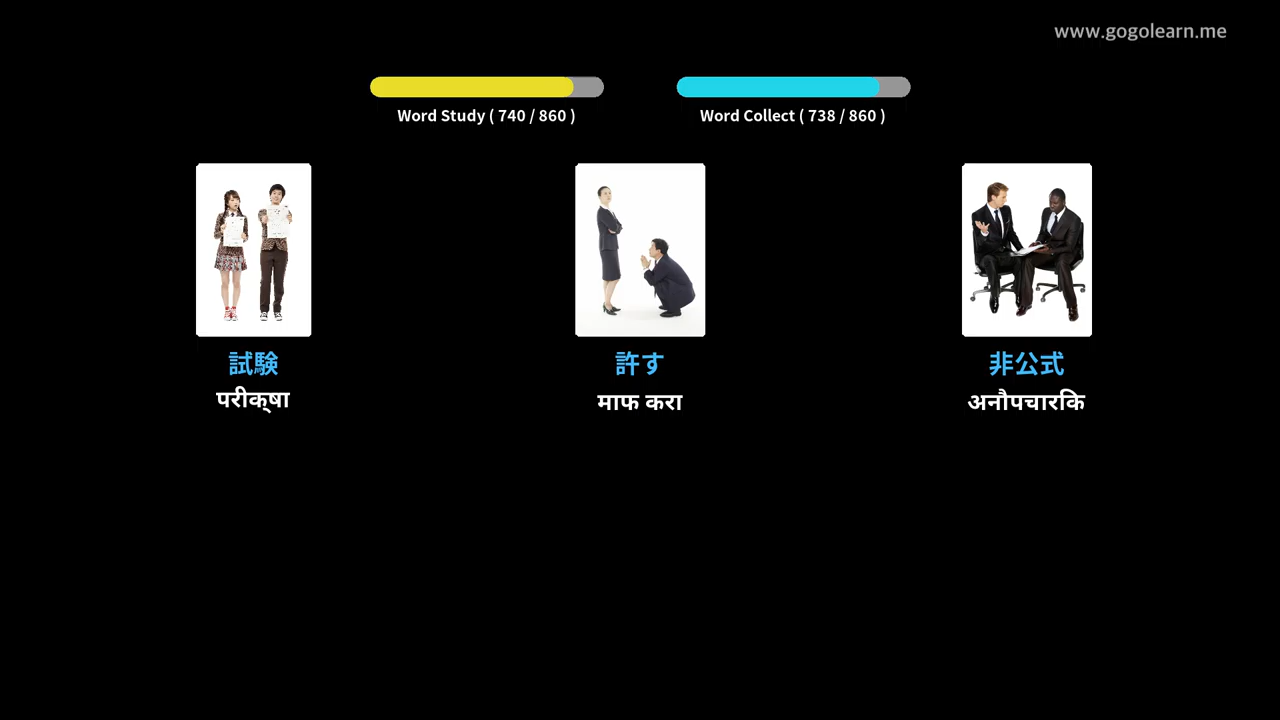 www.gogolearn.me
Word Study ( 740 / 860 )
Word Collect ( 738 / 860 )
試験
許す
非公式
परीक्षा
माफ करा
अनौपचारिक